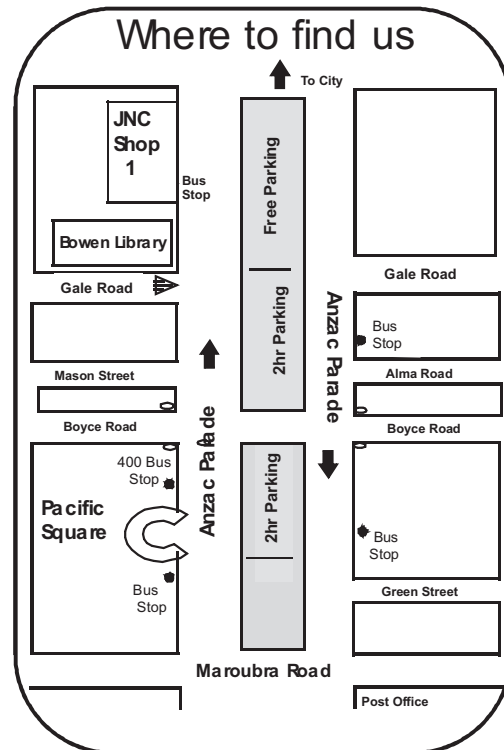 Where to find us
To City
JNC
Shop
1
Bus
Stop
Free Parking
Bowen Library
Gale Road
Gale Road
2hr Parking
Anzac Parade
Bus
Stop
Mason Street
Alma Road
Boyce Road
Boyce Road
Anzac Parade
400 Bus
Stop
2hr Parking
Pacific
Square
Bus
Stop
Bus
Stop
Green Street
Maroubra Road
Post Office